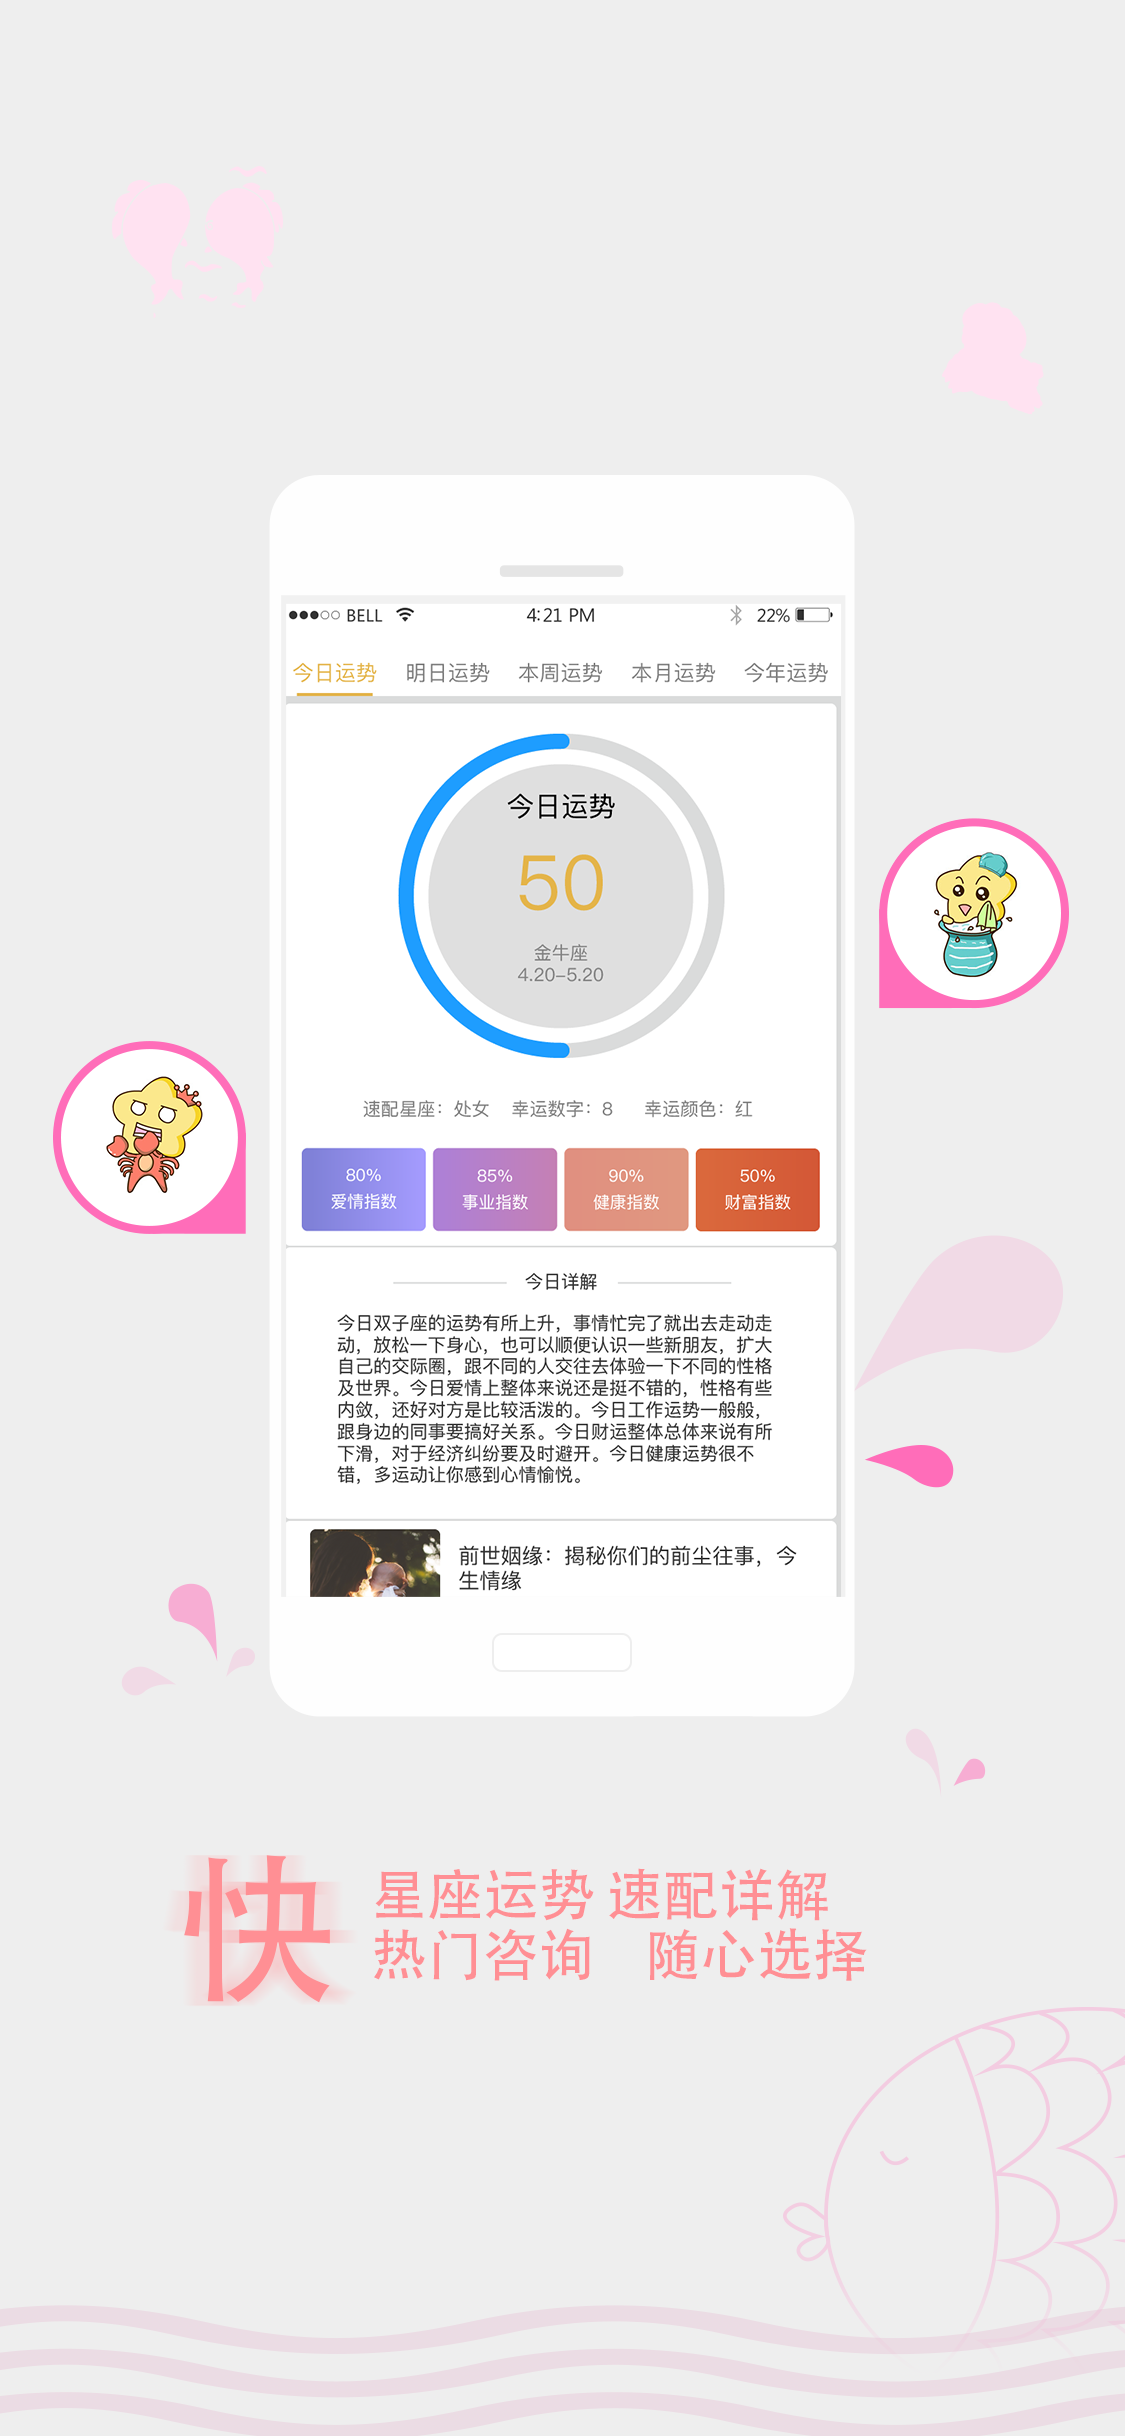 BELL 4:21 PM 22%
今日运势 明日运势 本周运势 本月运势 今年运势
今日运势
50
金牛座
4.20-5.20
速配星座：处女 幸运数字：8 幸运颜色：红
80% 85% 90% 50%
爱情指数 事业指数 健康指数 财富指数
今日详解
今日双子座的运势有所上升，事情忙完了就出去走动走
动，放松一下身心，也可以顺便认识一些新朋友，扩大
自己的交际圈，跟不同的人交往去体验一下不同的性格
及世界。今日爱情上整体来说还是挺不错的，性格有些
内敛，还好对方是比较活泼的。今日工作运势一般般，
跟身边的同事要搞好关系。今日财运整体总体来说有所
下滑，对于经济纠纷要及时避开。今日健康运势很不
错，多运动让你感到心情愉悦。
前世姻缘：揭秘你们的前尘往事，今
生情缘
快
星座运势 速配详解
热门咨询 随心选择